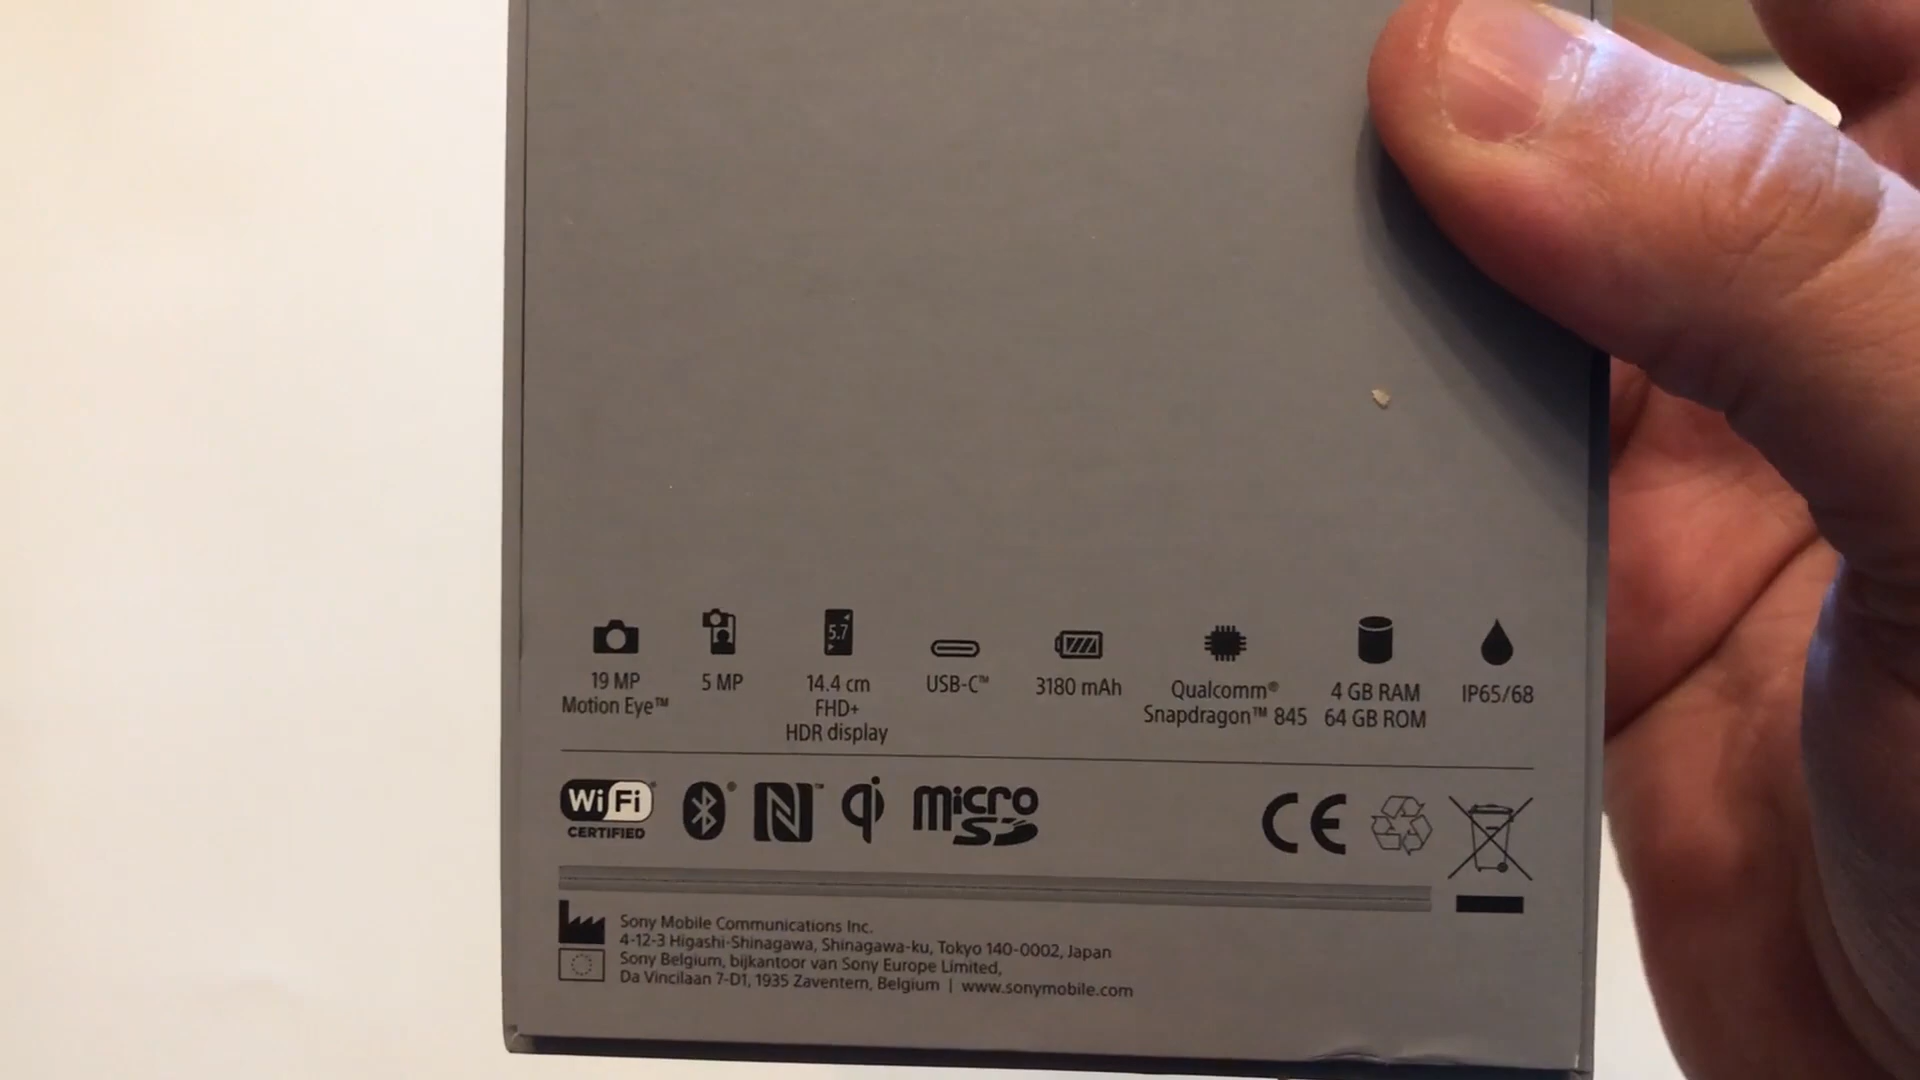 5.7
19 MP
Motion Eye™
5 MP
14.4 cm
FHD+
HDR display
USB-C™
3180 mAh
Qualcomm®
Snapdragon™ 845
4 GB RAM
64 GB ROM
IP65/68
WiFi®
CERTIFIED
®
N™
qi
micro
SD
CE
Sony Mobile Communications Inc.
4-12-3 Higashi-Shinagawa, Shinagawa-ku, Tokyo 140-0002, Japan
Sony Belgium, bijkantoor van Sony Europe Limited,
Da Vincilaan 7-D1, 1935 Zaventem, Belgium | www.sonymobile.com